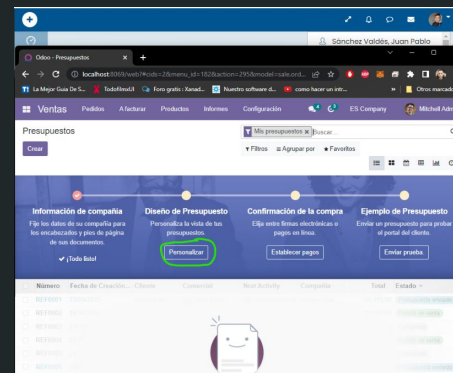 Sánchez Valdés, Juan Pablo
Odoo - Presupuestos
localhost:8069/web?#cids=2&menu_id=182&action=295&model=sale.ord...
La Mejor Guia De S...
TodofilmxUI
Foro gratis : Xanad...
Nuestro software d...
como hacer un intr...
»
Otros marcado
Ventas
Pedidos
A facturar
Productos
Informes
Configuración
ES Company
Mitchell Adm
Presupuestos
Mis presupuestos x Buscar...
Crear
Filtros
Agrupar por
Favoritos
Información de compañía
Fije los datos de su compañía para
los encabezados y pies de página
de sus documentos.
¡Todo listo!
Diseño de Presupuesto
Personaliza la vista de tus
presupuestos.
Personalizar
Confirmación de la compra
Elija entre firmas electrónicas o
pagos en línea.
Establecer pagos
Ejemplo de Presupuesto
Enviar un presupuesto para probar
el portal del cliente.
Enviar prueba.
Número
Fecha de Creación...
Cliente
Comercial
Next Activity
Compañía
Total
Estado